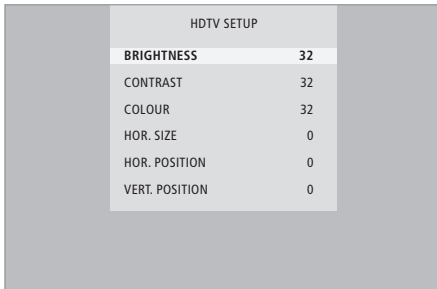 HDTV SETUP
BRIGHTNESS 32
CONTRAST 32
COLOUR 32
HOR. SIZE 0
HOR. POSITION 0
VERT. POSITION 0